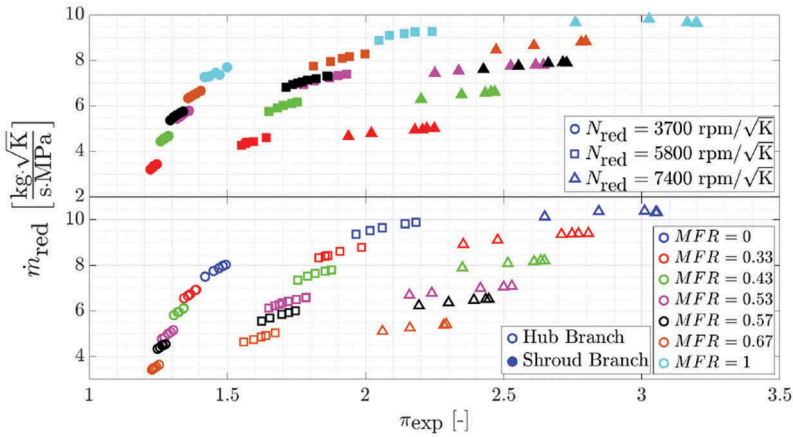 10
8
6
4
2
N_red = 3700 rpm/√K
N_red = 5800 rpm/√K
N_red = 7400 rpm/√K
ṁ_red [kg·√K / s·MPa]
10
8
6
4
MFR = 0
MFR = 0.33
MFR = 0.43
MFR = 0.53
MFR = 0.57
MFR = 0.67
MFR = 1
Hub Branch
Shroud Branch
1 1.5 2 2.5 3 3.5
π_exp [-]